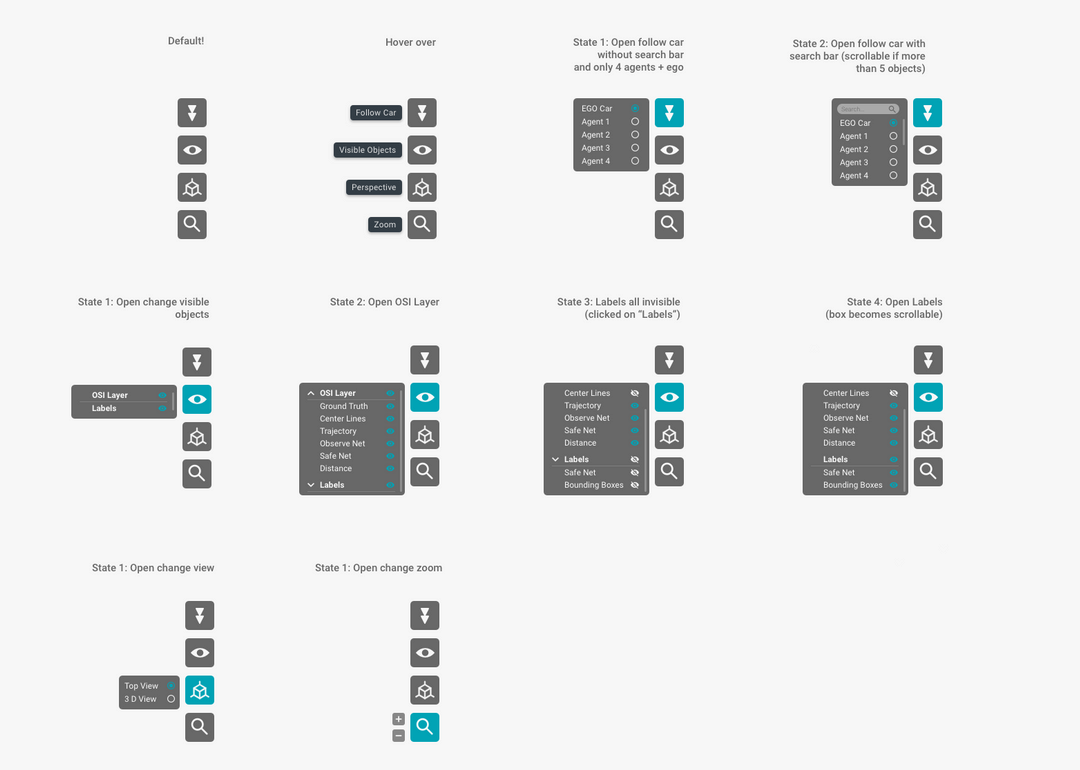 Default!
Hover over
State 1: Open follow car
without search bar
and only 4 agents + ego
State 2: Open follow car with
search bar (scrollable if more
than 5 objects)
Follow Car
Visible Objects
Perspective
Zoom
EGO Car
Agent 1
Agent 2
Agent 3
Agent 4
Search...
EGO Car
Agent 1
Agent 2
Agent 3
Agent 4
State 1: Open change visible
objects
State 2: Open OSI Layer
State 3: Labels all invisible
(clicked on "Labels")
State 4: Open Labels
(box becomes scrollable)
OSI Layer
Labels
OSI Layer
Ground Truth
Center Lines
Trajectory
Observe Net
Safe Net
Distance
Labels
Center Lines
Trajectory
Observe Net
Safe Net
Distance
Labels
Safe Net
Bounding Boxes
Center Lines
Trajectory
Observe Net
Safe Net
Distance
Labels
Safe Net
Bounding Boxes
State 1: Open change view
State 1: Open change zoom
Top View
3 D View
+
−